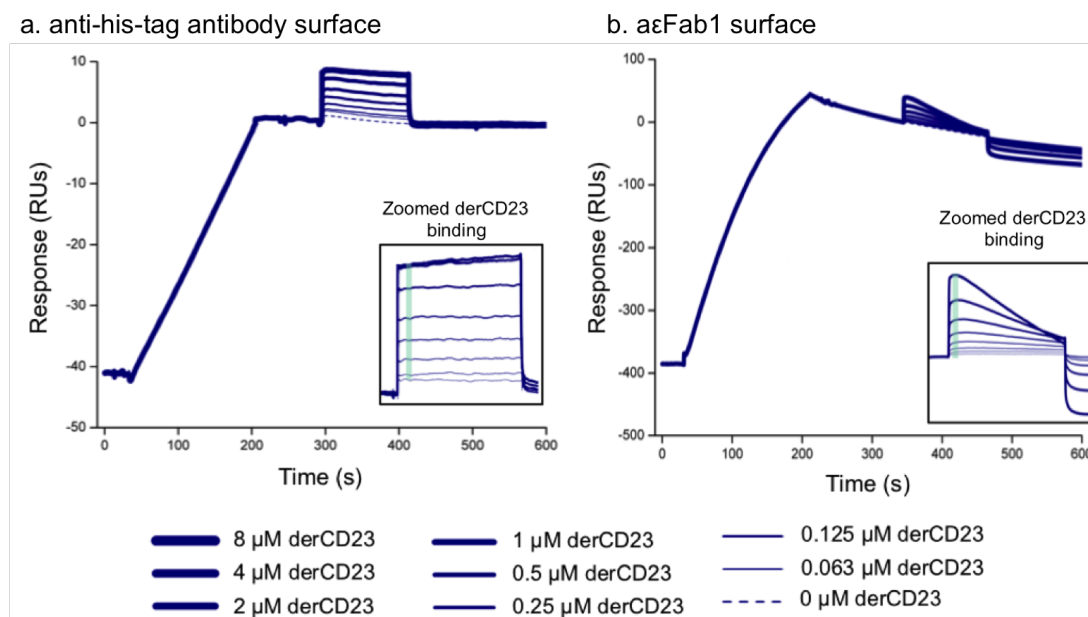 a. anti-his-tag antibody surface
10
0
-10
-20
-30
-40
-50
Response (RUs)
0 100 200 300 400 500 600
Time (s)
Zoomed derCD23
binding
b. aεFab1 surface
100
0
-100
-200
-300
-400
-500
Response (RUs)
0 100 200 300 400 500 600
Time (s)
Zoomed derCD23
binding
8 µM derCD23
4 µM derCD23
2 µM derCD23
1 µM derCD23
0.5 µM derCD23
0.25 µM derCD23
0.125 µM derCD23
0.063 µM derCD23
0 µM derCD23